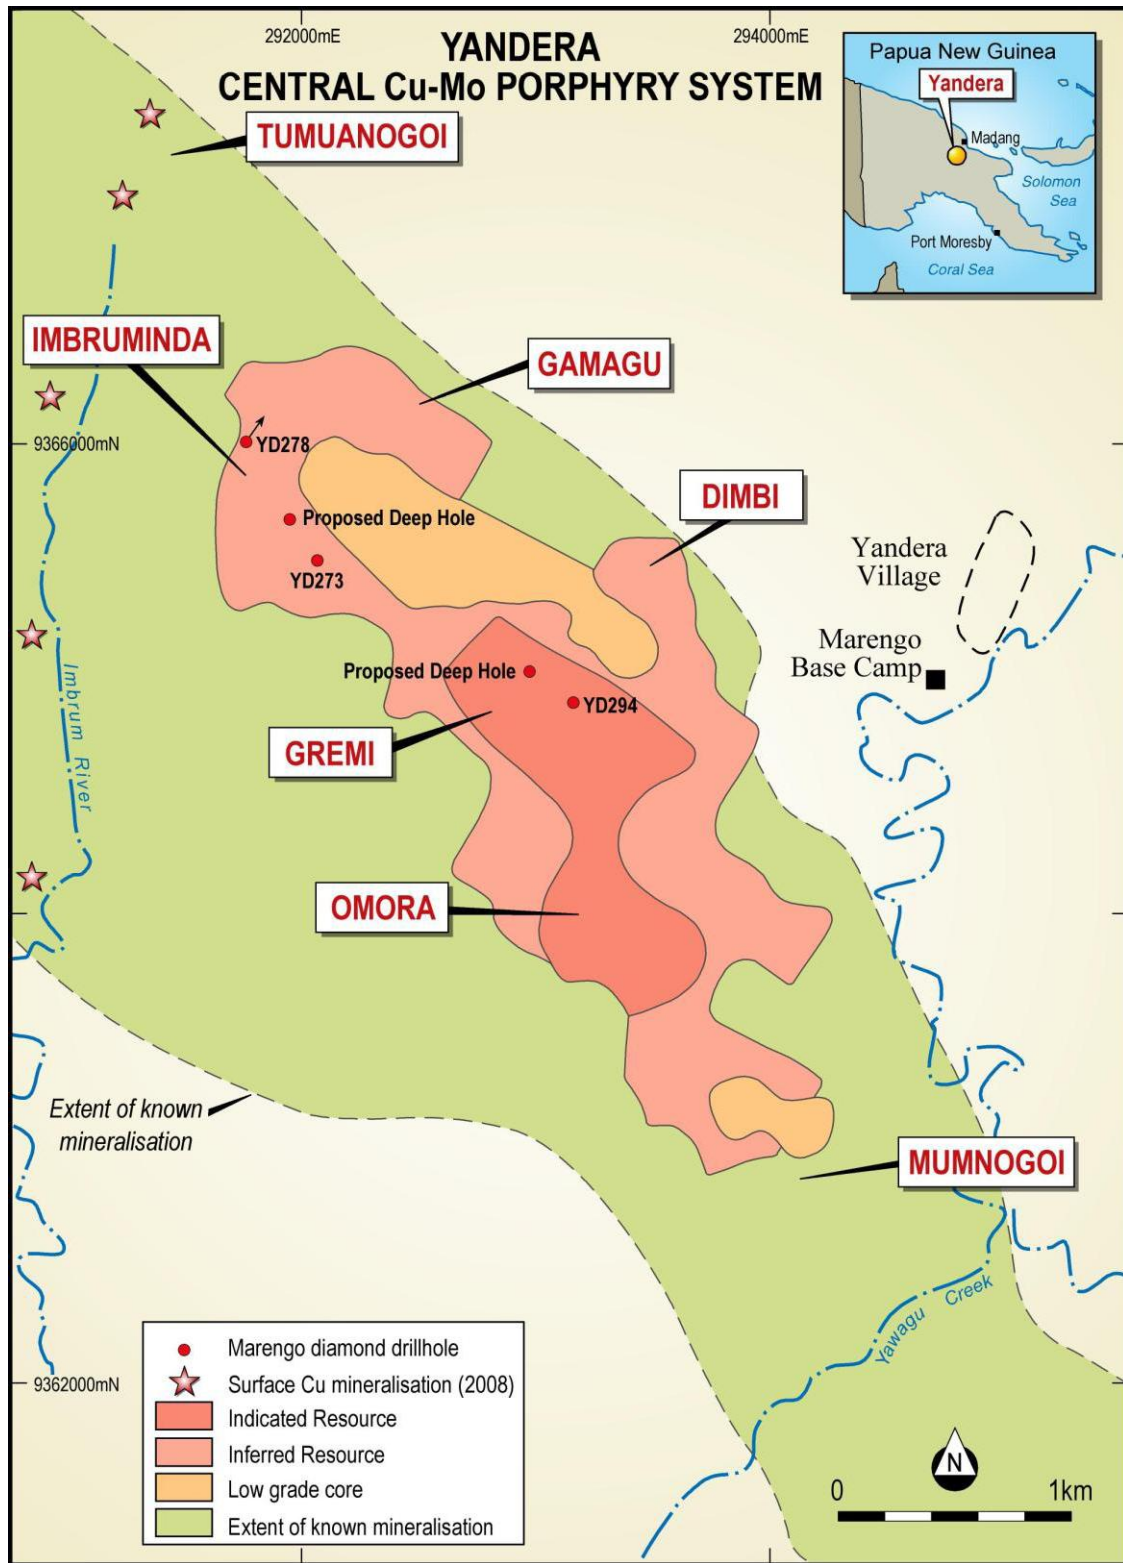 292000mE
294000mE
YANDERA
CENTRAL Cu-Mo PORPHYRY SYSTEM
Papua New Guinea
Yandera
Madang
Solomon
Sea
Port Moresby
Coral Sea
TUMUANOGOI
IMBRUMINDA
GAMAGU
9366000mN
YD278
DIMBI
Proposed Deep Hole
YD273
Yandera
Village
Marengo
Base Camp
Proposed Deep Hole
YD294
Imbrum River
GREMI
OMORA
Extent of known
mineralisation
MUMNOGOI
Yawagu Creek
9362000mN
Marengo diamond drillhole
Surface Cu mineralisation (2008)
Indicated Resource
Inferred Resource
Low grade core
Extent of known mineralisation
N
0 1km